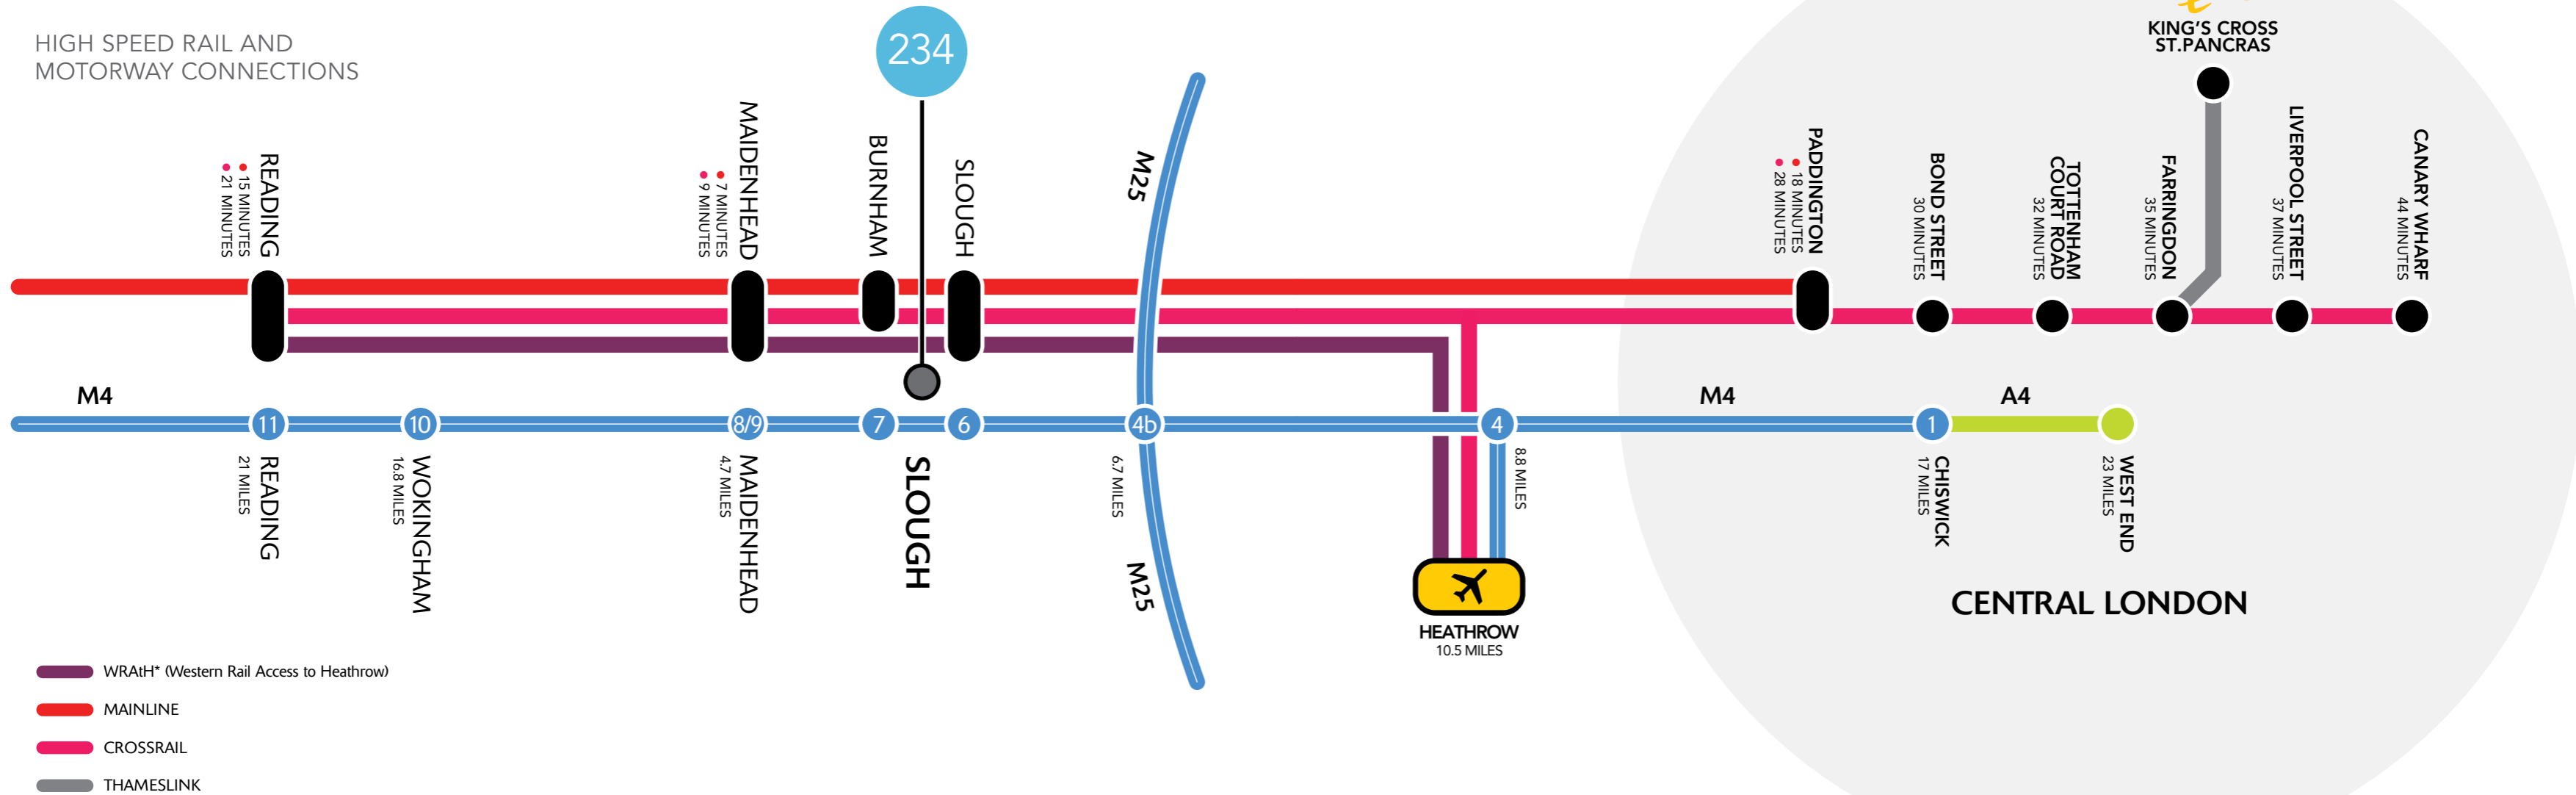 HIGH SPEED RAIL AND
MOTORWAY CONNECTIONS
234
KING'S CROSS
ST.PANCRAS
READING
15 MINUTES
21 MINUTES
MAIDENHEAD
7 MINUTES
9 MINUTES
BURNHAM
SLOUGH
M25
PADDINGTON
18 MINUTES
28 MINUTES
BOND STREET
30 MINUTES
TOTTENHAM
COURT ROAD
32 MINUTES
FARRINGDON
35 MINUTES
LIVERPOOL STREET
37 MINUTES
CANARY WHARF
44 MINUTES
M4
M4
A4
11
10
8/9
7
6
4b
4
1
READING
21 MILES
WOKINGHAM
16.8 MILES
MAIDENHEAD
4.7 MILES
SLOUGH
6.7 MILES
M25
8.8 MILES
CHISWICK
17 MILES
WEST END
23 MILES
HEATHROW
10.5 MILES
CENTRAL LONDON
WRAtH* (Western Rail Access to Heathrow)
MAINLINE
CROSSRAIL
THAMESLINK